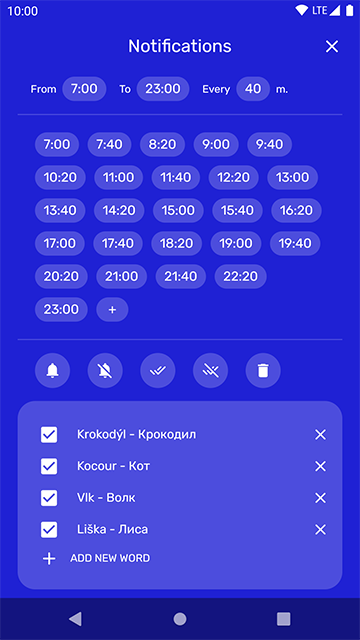 10:00 LTE
Notifications
From 7:00 To 23:00 Every 40 m.
7:00 7:40 8:20 9:00 9:40
10:20 11:00 11:40 12:20 13:00
13:40 14:20 15:00 15:40 16:20
17:00 17:40 18:20 19:00 19:40
20:20 21:00 21:40 22:20
23:00 +
Krokodýl - Крокодил
Kocour - Кот
Vlk - Волк
Liška - Лиса
ADD NEW WORD